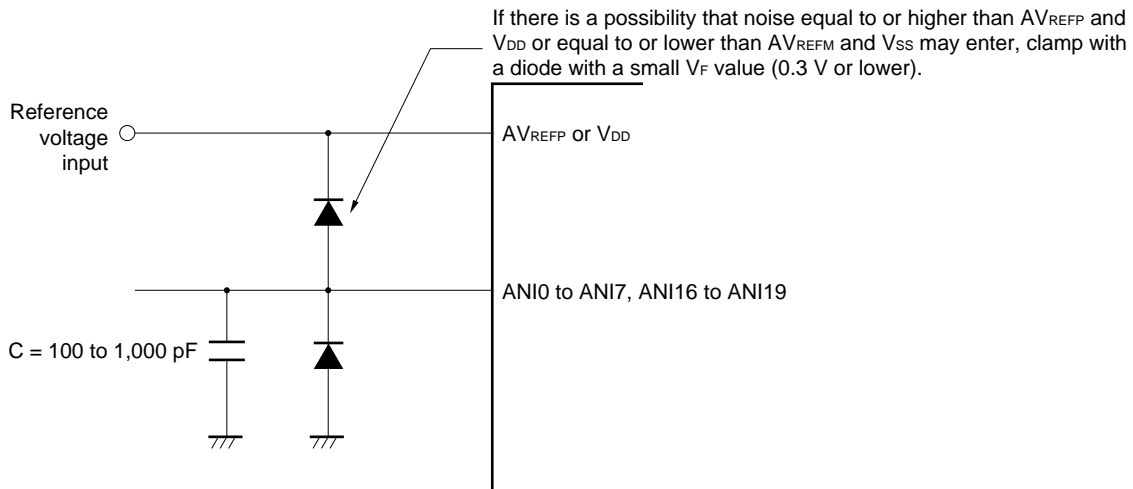 If there is a possibility that noise equal to or higher than AVREFP and
VDD or equal to or lower than AVREFM and VSS may enter, clamp with
a diode with a small VF value (0.3 V or lower).
Reference
voltage
input
AVREFP or VDD
ANI0 to ANI7, ANI16 to ANI19
C = 100 to 1,000 pF